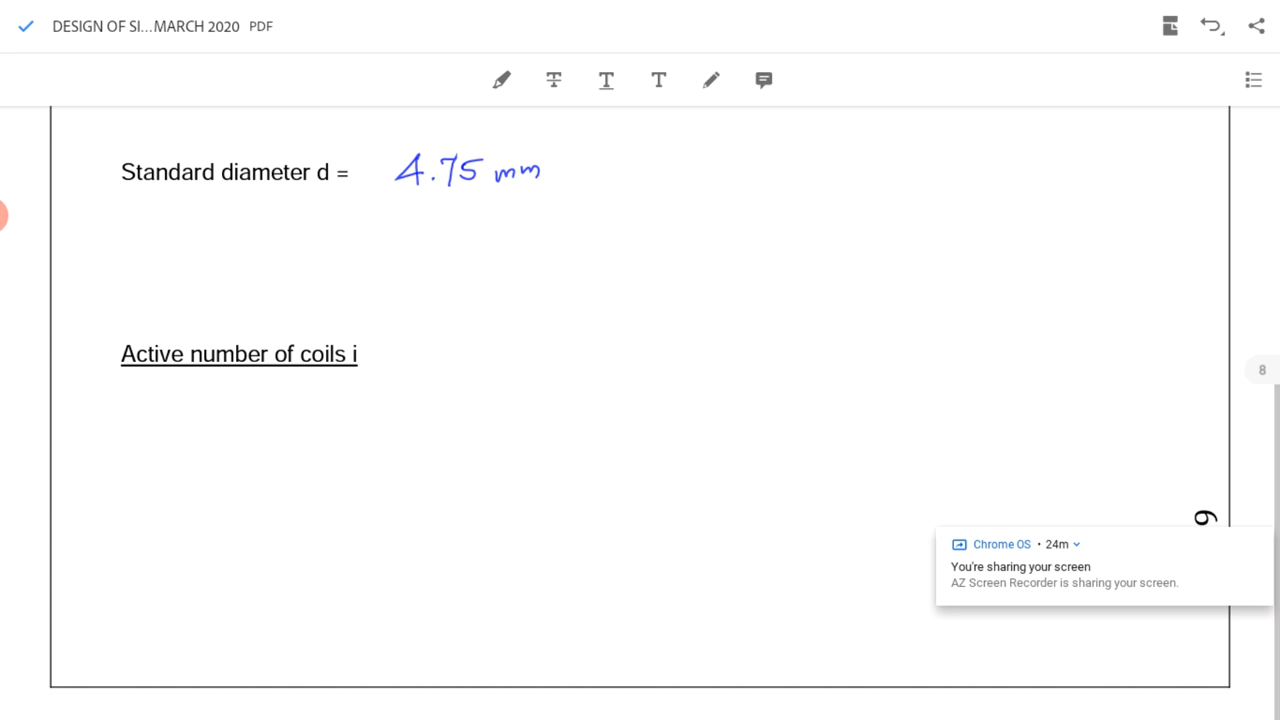 DESIGN OF SI...MARCH 2020 PDF
Standard diameter d = 4.75 mm
Active number of coils i
8
9
Chrome OS • 24m
You're sharing your screen
AZ Screen Recorder is sharing your screen.